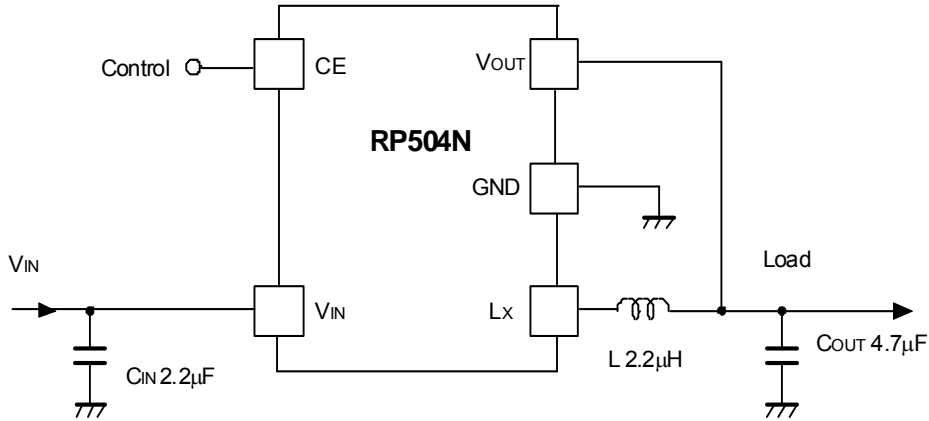 Control
CE
VOUT
RP504N
GND
VIN
Load
VIN
LX
CIN 2.2μF
L 2.2μH
COUT 4.7μF